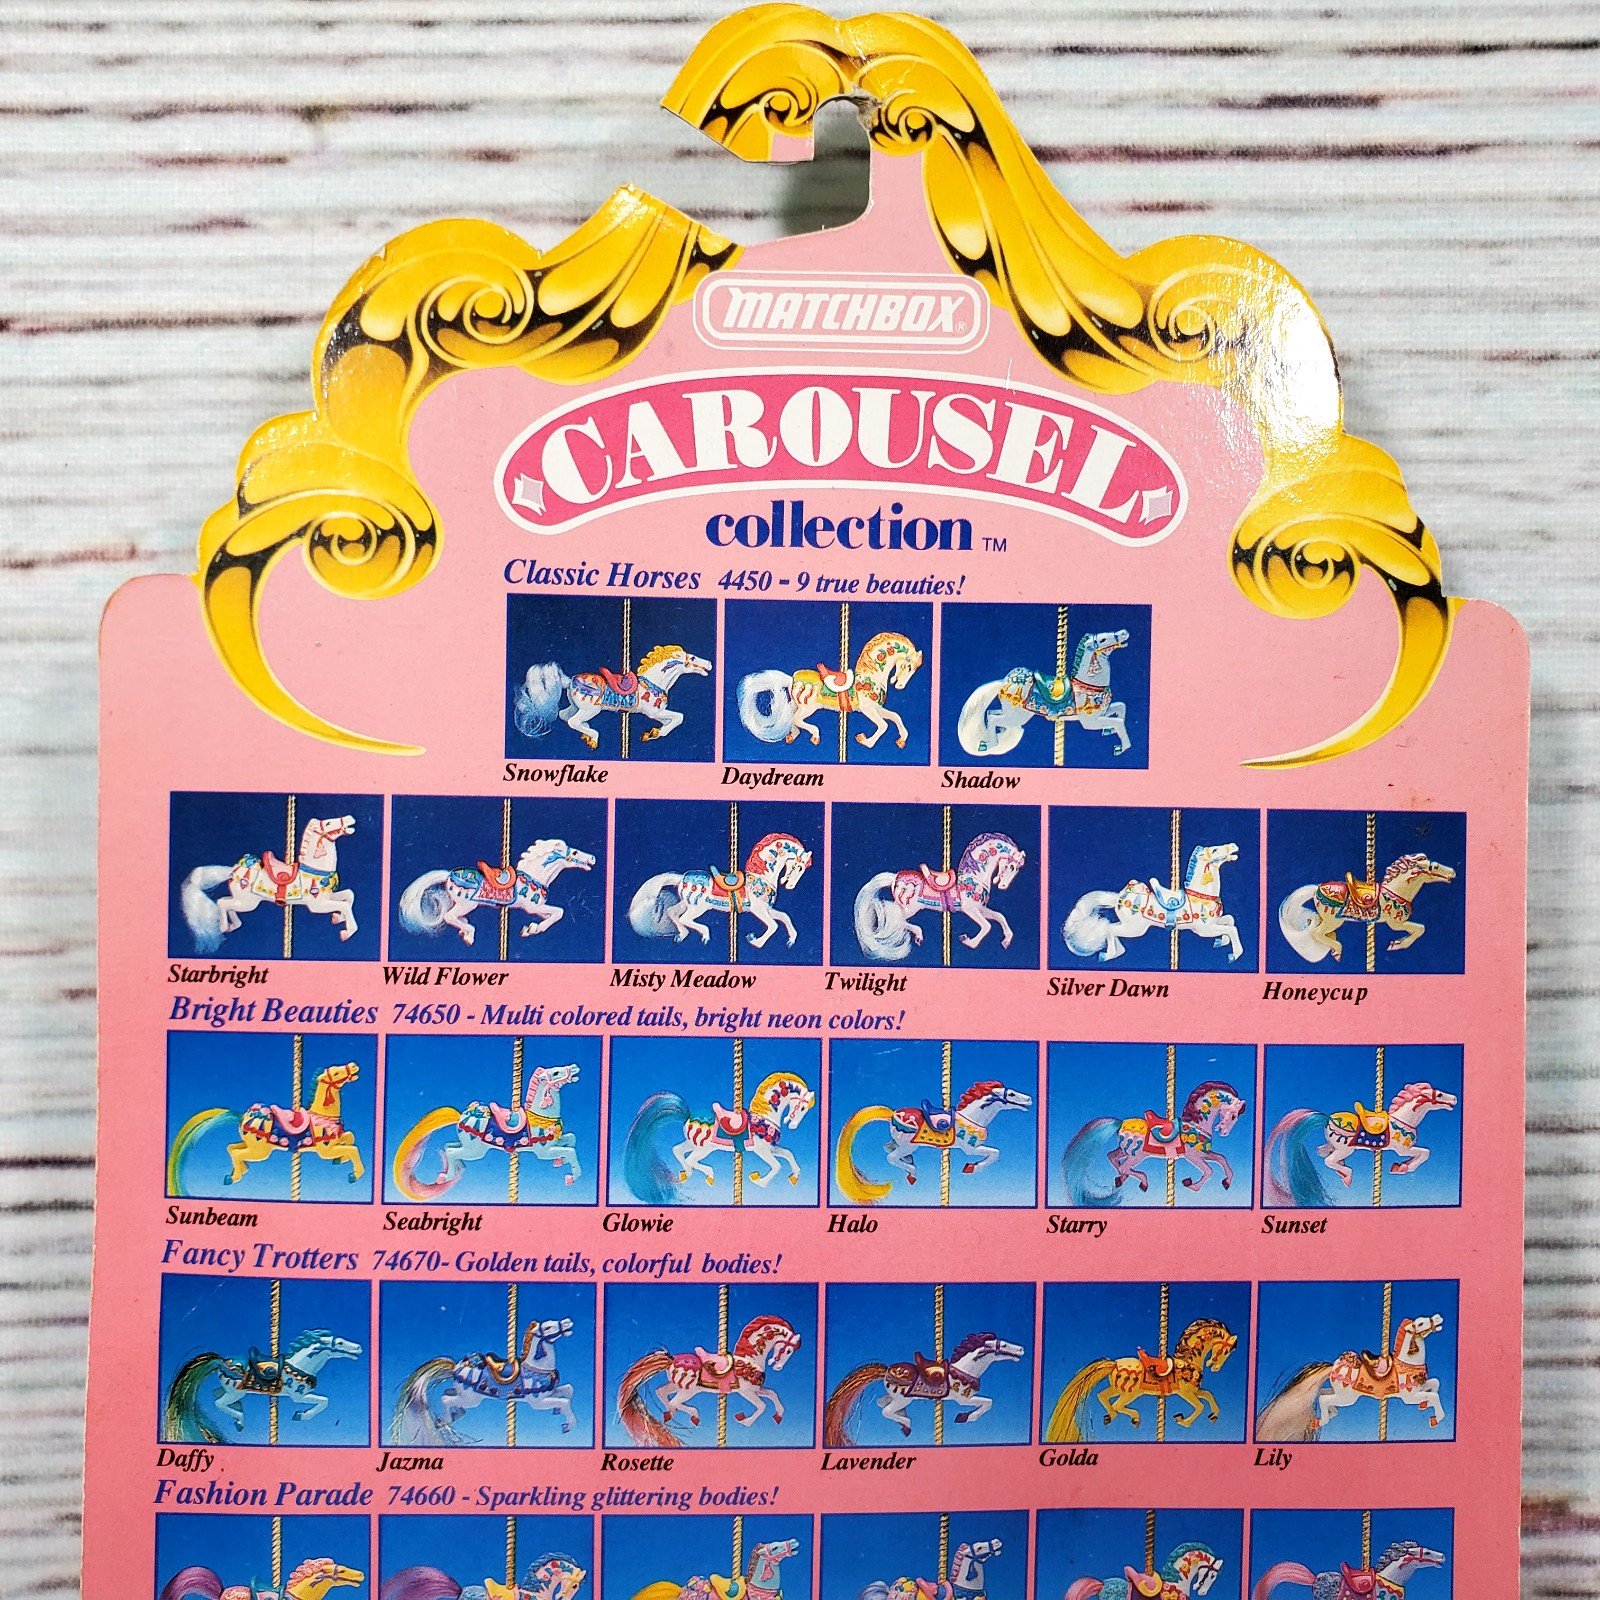 MATCHBOX®
CAROUSEL
collection™
Classic Horses 4450 - 9 true beauties!
Snowflake Daydream Shadow
Starbright Wild Flower Misty Meadow Twilight Silver Dawn Honeycup
Bright Beauties 74650 - Multi colored tails, bright neon colors!
Sunbeam Seabright Glowie Halo Starry Sunset
Fancy Trotters 74670- Golden tails, colorful bodies!
Daffy Jazma Rosette Lavender Golda Lily
Fashion Parade 74660 - Sparkling glittering bodies!